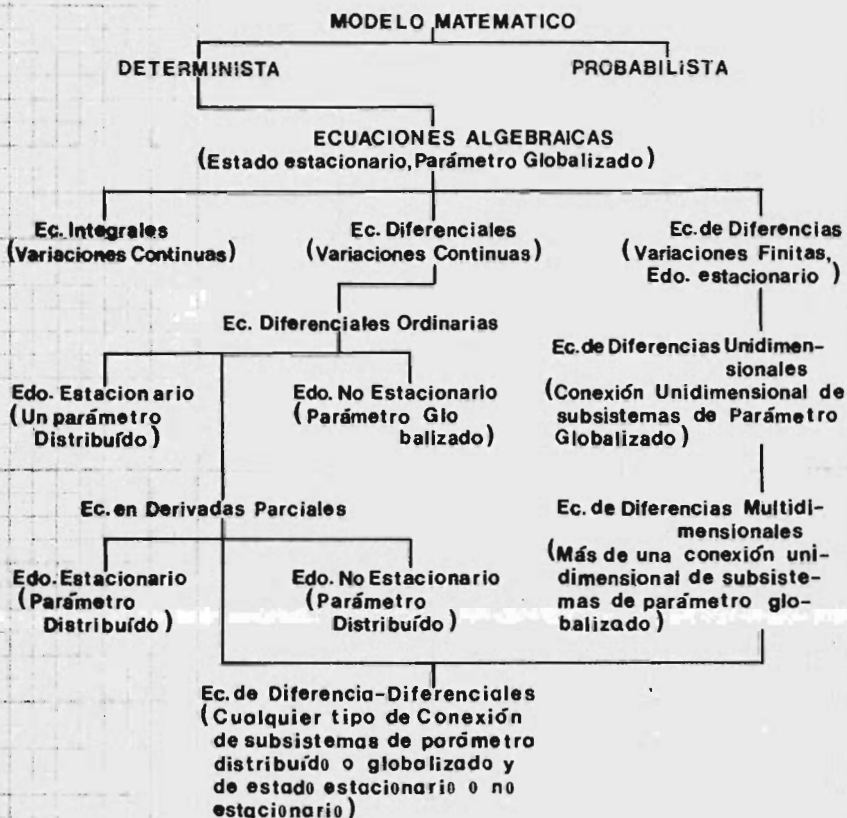 MODELO MATEMATICO
DETERMINISTA
PROBABILISTA
ECUACIONES ALGEBRAICAS
(Estado estacionario, Parámetro Globalizado)
Ec. Integrales
(Variaciones Continuas)
Ec. Diferenciales
(Variaciones Continuas)
Ec. de Diferencias
(Variaciones Finitas,
Edo. estacionario)
Ec. Diferenciales Ordinarias
Edo. Estacionario
(Un parámetro
Distribuído)
Edo. No Estacionario
(Parámetro Glo
balizado)
Ec. de Diferencias Unidimen-
sionales
(Conexión Unidimensional de
subsistemas de Parámetro
Globalizado)
Ec. en Derivadas Parciales
Edo. Estacionario
(Parámetro
Distribuído)
Edo. No Estacionario
(Parámetro
Distribuído)
Ec. de Diferencias Multidi-
mensionales
(Más de una conexión uni-
dimensional de subsiste-
mas de parámetro glo-
balizado)
Ec. de Diferencia-Diferenciales
(Cualquier tipo de Conexión
de subsistemas de parámetro
distribuído o globalizado y
de estado estacionario o no
estacionario)